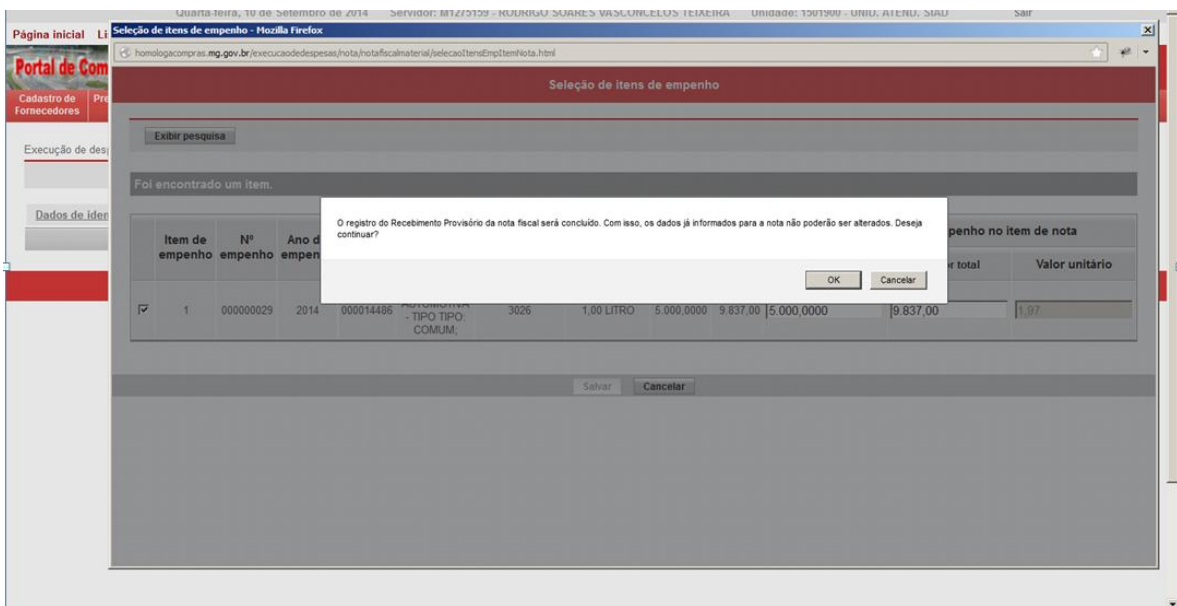 Quarta-feira, 10 de Setembro de 2014 Servidor: M1275159 - RODRIGO SOARES VASCONCELOS TEIXEIRA Unidade: 1501900 - UNID. ATEND. SIAD Sair
Página inicial
Seleção de itens de empenho - Mozilla Firefox
homologacompras.mg.gov.br/execucaodedespesas/nota/notafiscalmaterial/selecaoItensEmpItemNota.html
Portal de Com
Seleção de itens de empenho
Cadastro de Fornecedores
Pre
Exibir pesquisa
Execução de des
Foi encontrado um item.
Dados de iden
O registro do Recebimento Provisório da nota fiscal será concluído. Com isso, os dados já informados para a nota não poderão ser alterados. Deseja
continuar?
OK Cancelar
Item de empenho
Nº empenho
Ano d empen
penho no item de nota
r total
Valor unitário
1 000000029 2014 000014486 AUTOMOTIVA 3026 1,00 LITRO 5.000,0000 9.837,00 5.000,0000 9.837,00 1,97
- TIPO TIPO:
COMUM;
Salvar Cancelar